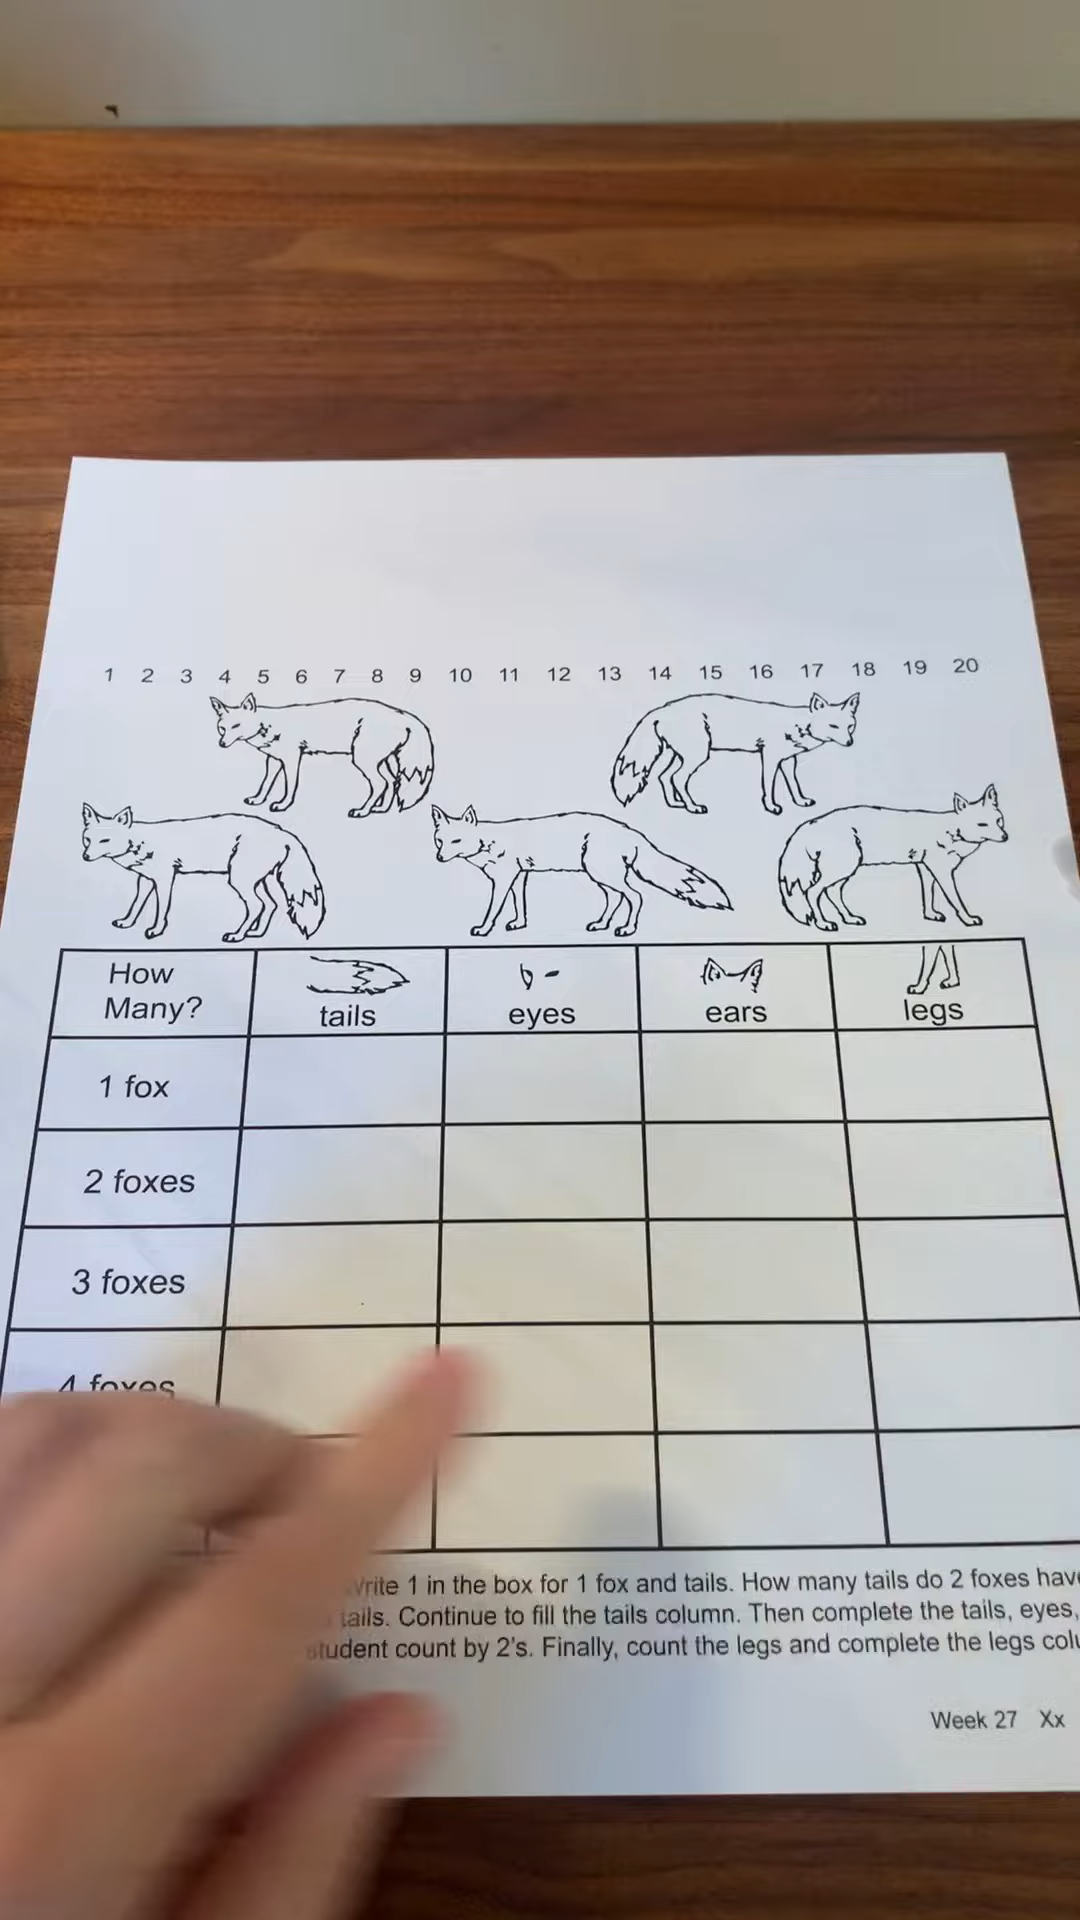 1 2 3 4 5 6 7 8 9 10 11 12 13 14 15 16 17 18 19 20
How
Many?
tails
eyes
ears
legs
1 fox
2 foxes
3 foxes
4 foxes
Write 1 in the box for 1 fox and tails. How many tails do 2 foxes have
tails. Continue to fill the tails column. Then complete the tails, eyes,
student count by 2's. Finally, count the legs and complete the legs
Week 27 Xx